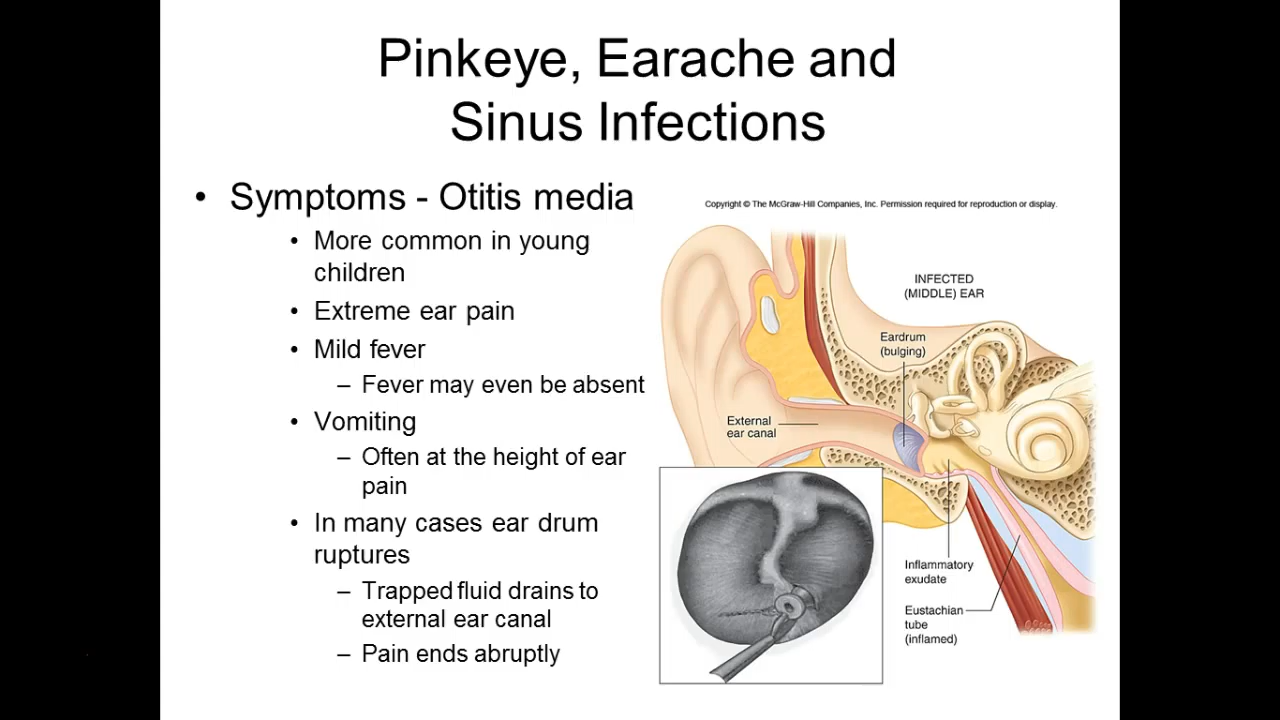 Pinkeye, Earache and
Sinus Infections
• Symptoms - Otitis media
• More common in young
children
• Extreme ear pain
• Mild fever
– Fever may even be absent
• Vomiting
– Often at the height of ear
pain
• In many cases ear drum
ruptures
– Trapped fluid drains to
external ear canal
– Pain ends abruptly
Copyright © The McGraw-Hill Companies, Inc. Permission required for reproduction or display.
INFECTED
(MIDDLE) EAR
Eardrum
(bulging)
External
ear canal
Inflammatory
exudate
Eustachian
tube
(inflamed)